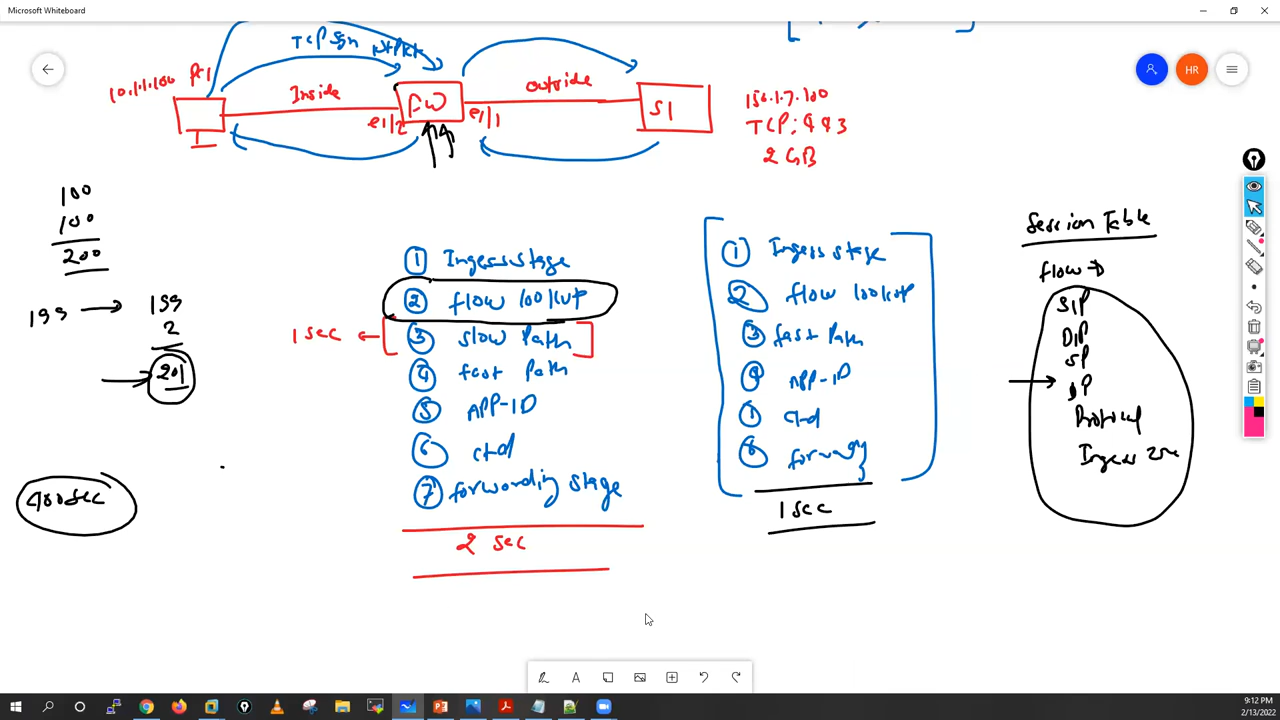 Microsoft Whiteboard
HR
TCP Syn
10.1.1.100 PC1
Inside
FW
e1/2
e1/1
outside
S1
150.1.7.100
TCP: 443
2 GB
100
100
200
199 → 199
2
201
400 sec
① Ingress stage
② flow lookup
1 sec ← [③ slow Path]
④ fast Path
⑤ APP-ID
⑥ ctd
⑦ forwarding stage
2 sec
① Ingress stage
② flow lookup
③ fast Path
④ APP-ID
ctd
1 sec
Session Table
flow →
SIP
DIP
SP
DP
Protocol
Ingress zone
9:12 PM
2/13/2022